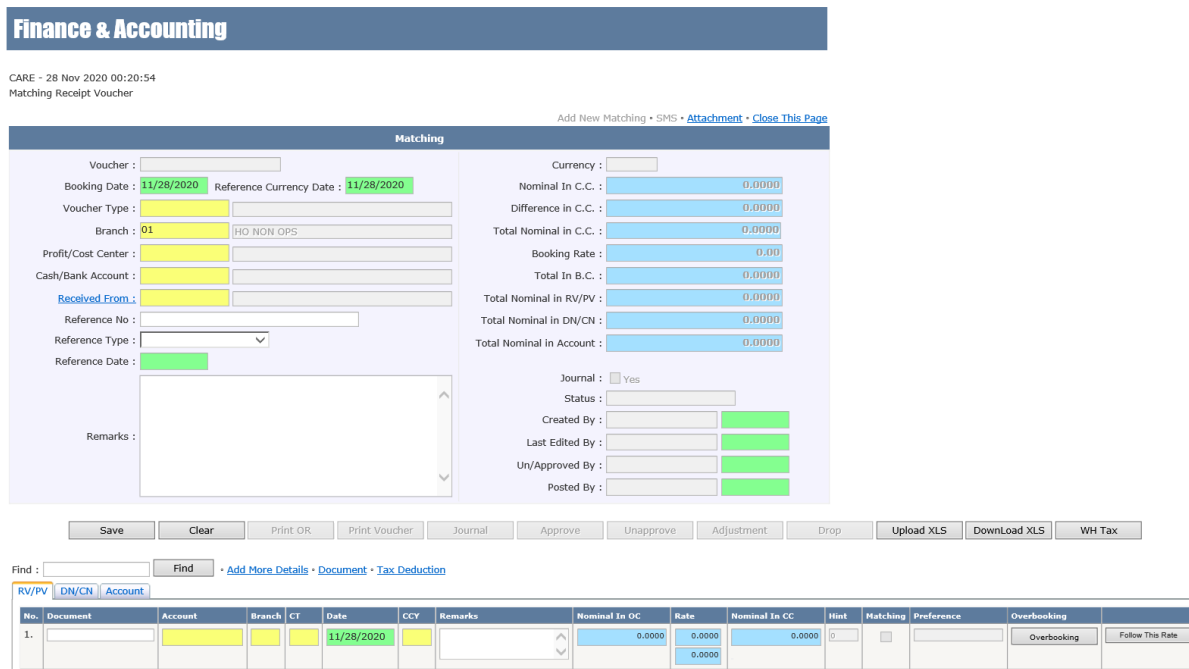 Finance & Accounting
CARE - 28 Nov 2020 00:20:54
Matching Receipt Voucher
Add New Matching • SMS • Attachment • Close This Page
Matching
Voucher :
Booking Date : 11/28/2020 Reference Currency Date : 11/28/2020
Voucher Type :
Branch : 01 HO NON OPS
Profit/Cost Center :
Cash/Bank Account :
Received From :
Reference No :
Reference Type :
Reference Date :
Remarks :
Currency :
Nominal In C.C. : 0.0000
Difference in C.C. : 0.0000
Total Nominal in C.C. : 0.0000
Booking Rate : 0.00
Total In B.C. : 0.0000
Total Nominal in RV/PV : 0.0000
Total Nominal in DN/CN : 0.0000
Total Nominal in Account : 0.0000
Journal : Yes
Status :
Created By :
Last Edited By :
Un/Approved By :
Posted By :
Save Clear Print OR Print Voucher Journal Approve Unapprove Adjustment Drop Upload XLS DownLoad XLS WH Tax
Find : Find • Add More Details • Document • Tax Deduction
RV/PV DN/CN Account
No. Document Account Branch CT Date CCY Remarks Nominal In OC Rate Nominal In CC Hint Matching Preference Overbooking
1. 11/28/2020 0.0000 0.0000 0.0000 0 Overbooking Follow This Rate
0.0000